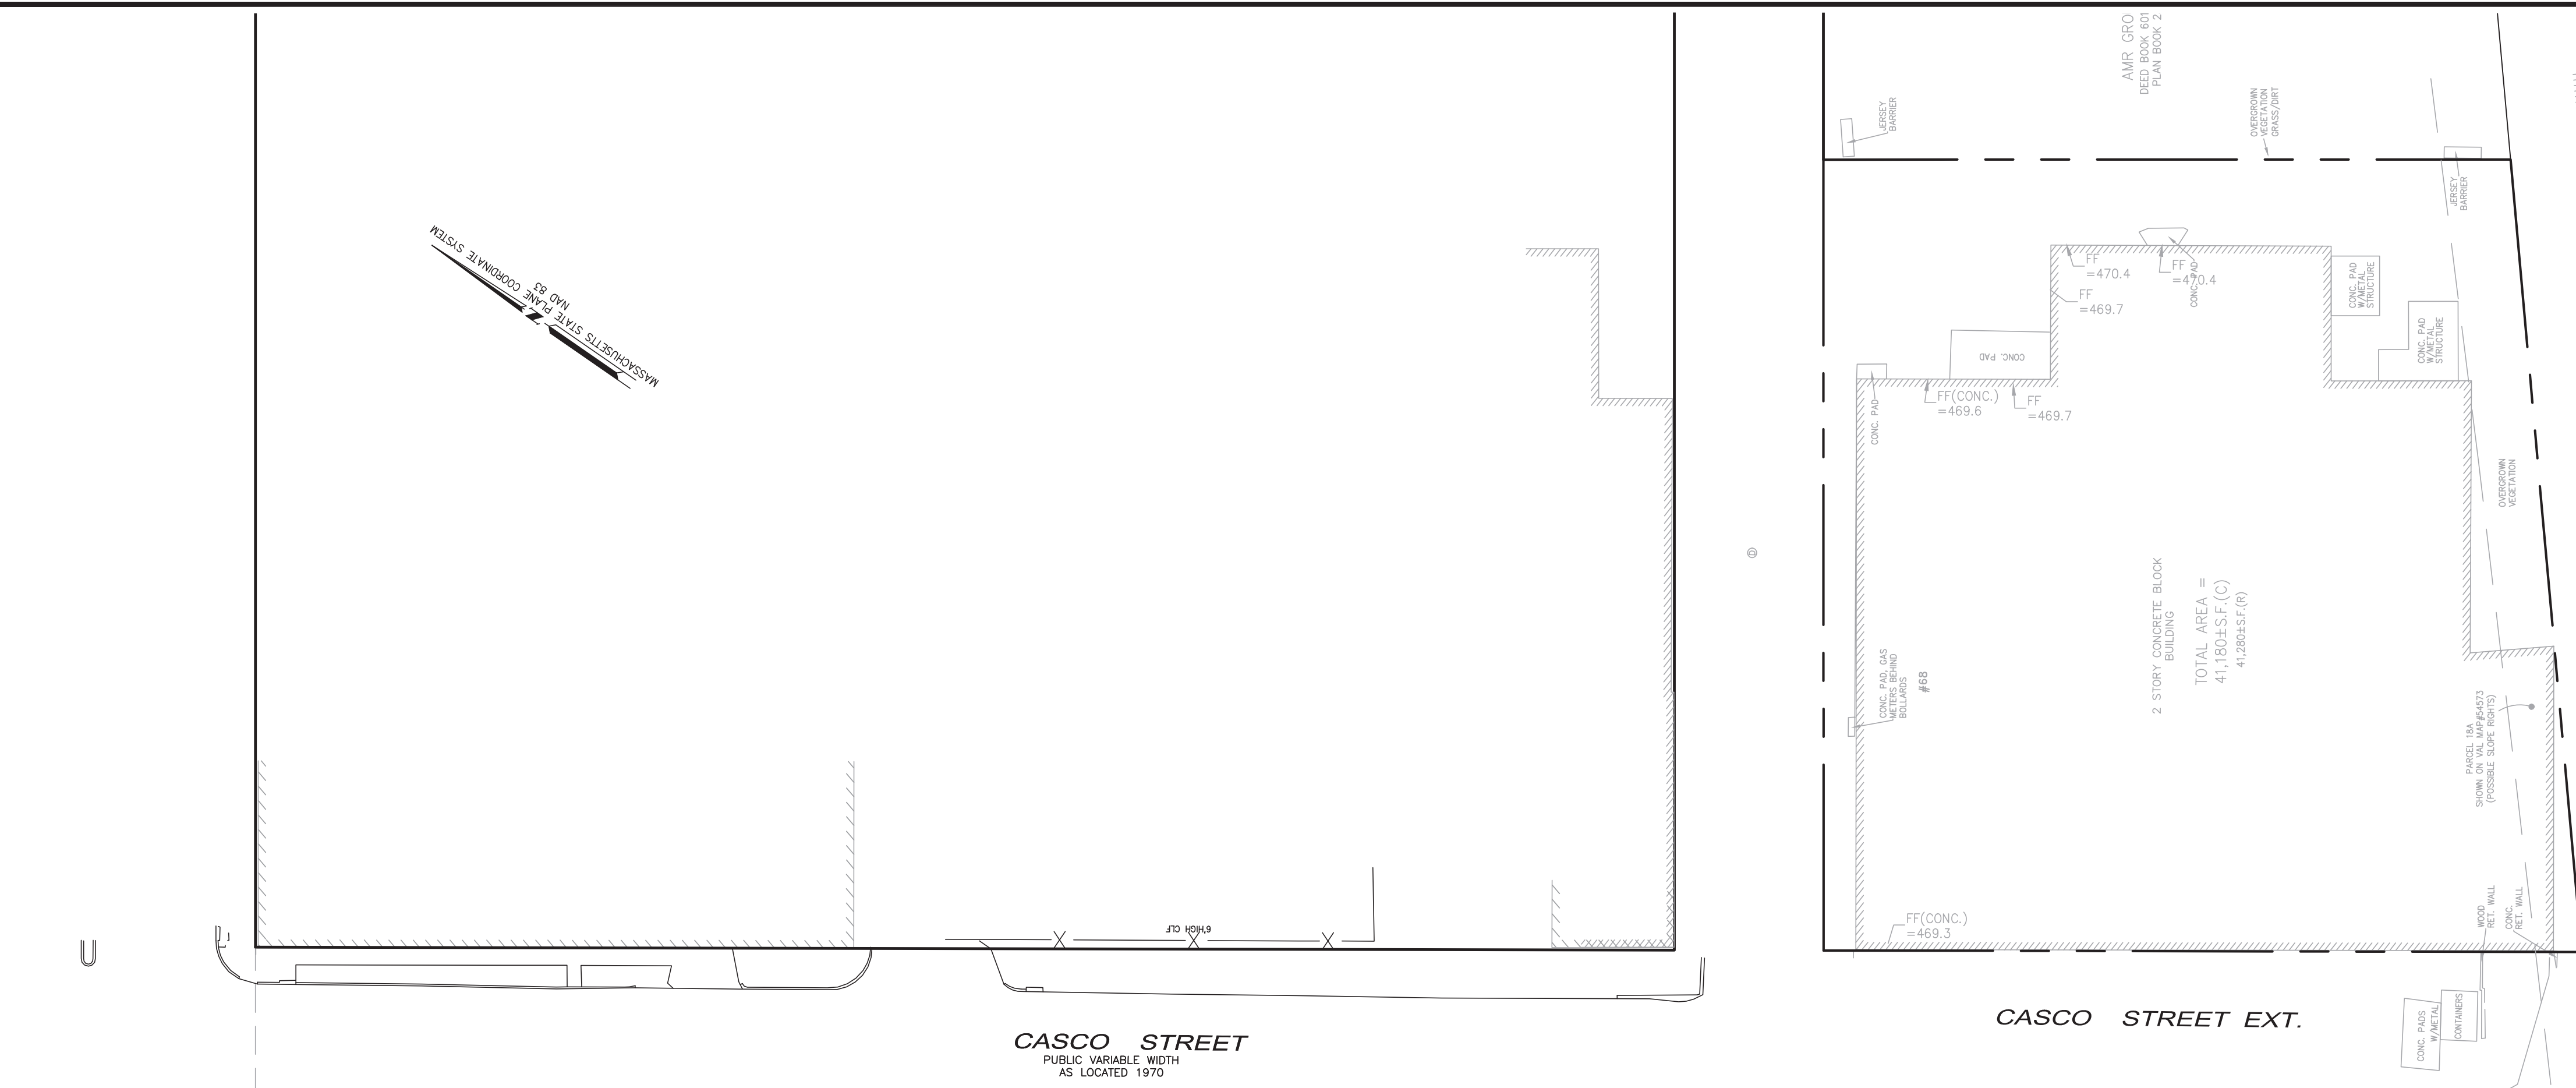 MASSACHUSETTS STATE PLANE COORDINATE SYSTEM
NAD 83
6'HIGH CLF
CASCO STREET
PUBLIC VARIABLE WIDTH
AS LOCATED 1970
D
AMR GRO
DEED BOOK 601
PLAN BOOK 2
JERSEY
BARRIER
OVERGROWN
VEGETATION
GRASS/DIRT
JERSEY
BARRIER
FF
=470.4
FF
=470.4
CONC. PAD
FF
=469.7
CONC. PAD
W/METAL
STRUCTURE
CONC. PAD
W/METAL
STRUCTURE
CONC. PAD
CONC. PAD
FF(CONC.)
=469.6
FF
=469.7
OVERGROWN
VEGETATION
2 STORY CONCRETE BLOCK
BUILDING
TOTAL AREA =
41,180±S.F.(C)
41,280±S.F.(R)
CONC. PAD, GAS
METERS BEHIND
BOLLARDS
#68
#
PARCEL 18A
SHOWN ON VAL MAP#54573
(POSSIBLE SLOPE RIGHTS)
FF(CONC.)
=469.3
WOOD
RET. WALL
CONC.
RET. WALL
CASCO STREET EXT.
CONC. PADS
W/METAL
CONTAINERS